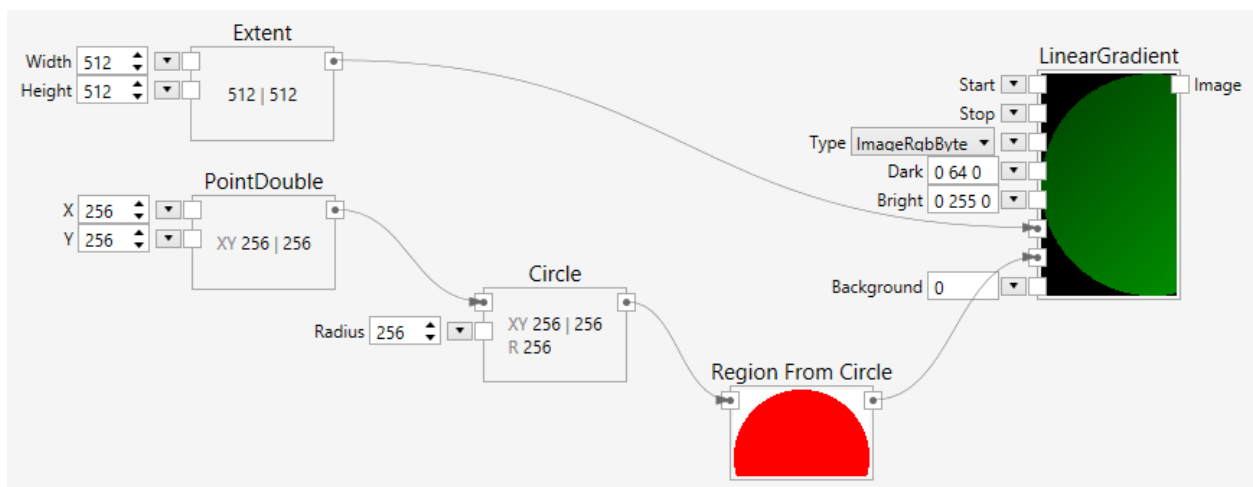 Extent
Width 512
Height 512
512 | 512
LinearGradient
Start
Image
Stop
Type ImageRgbByte
Dark 0 64 0
Bright 0 255 0
Background 0
PointDouble
X 256
Y 256
XY 256 | 256
Circle
Radius 256
XY 256 | 256
R 256
Region From Circle